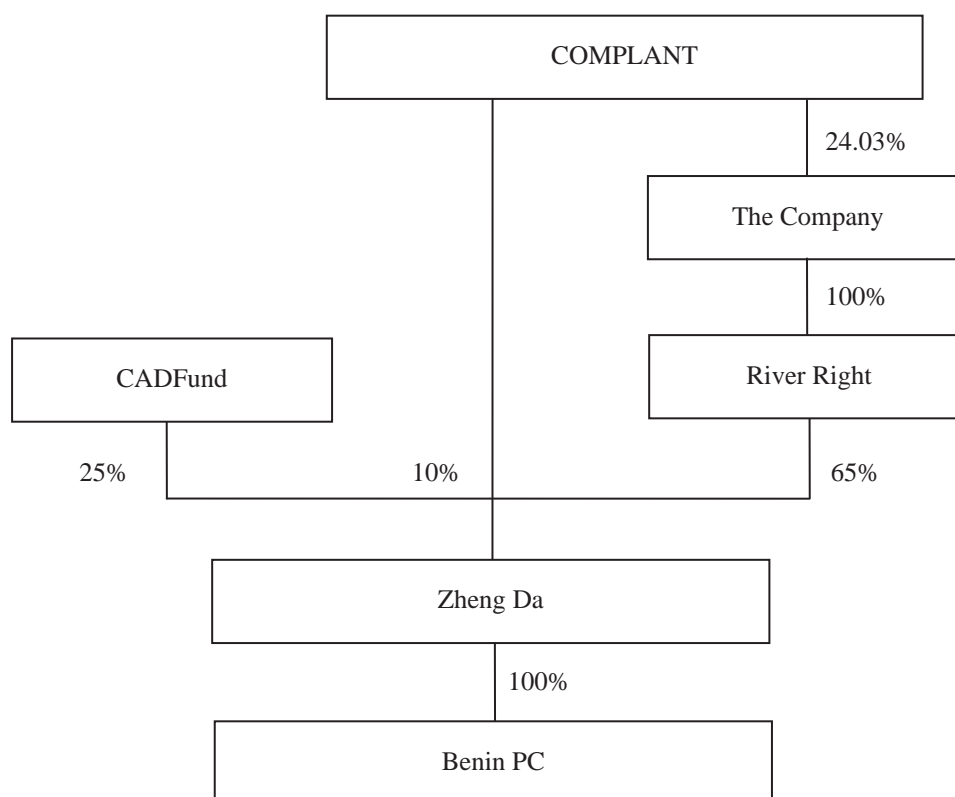 COMPLANT
24.03%
The Company
100%
CADFund
River Right
25%
10%
65%
Zheng Da
100%
Benin PC